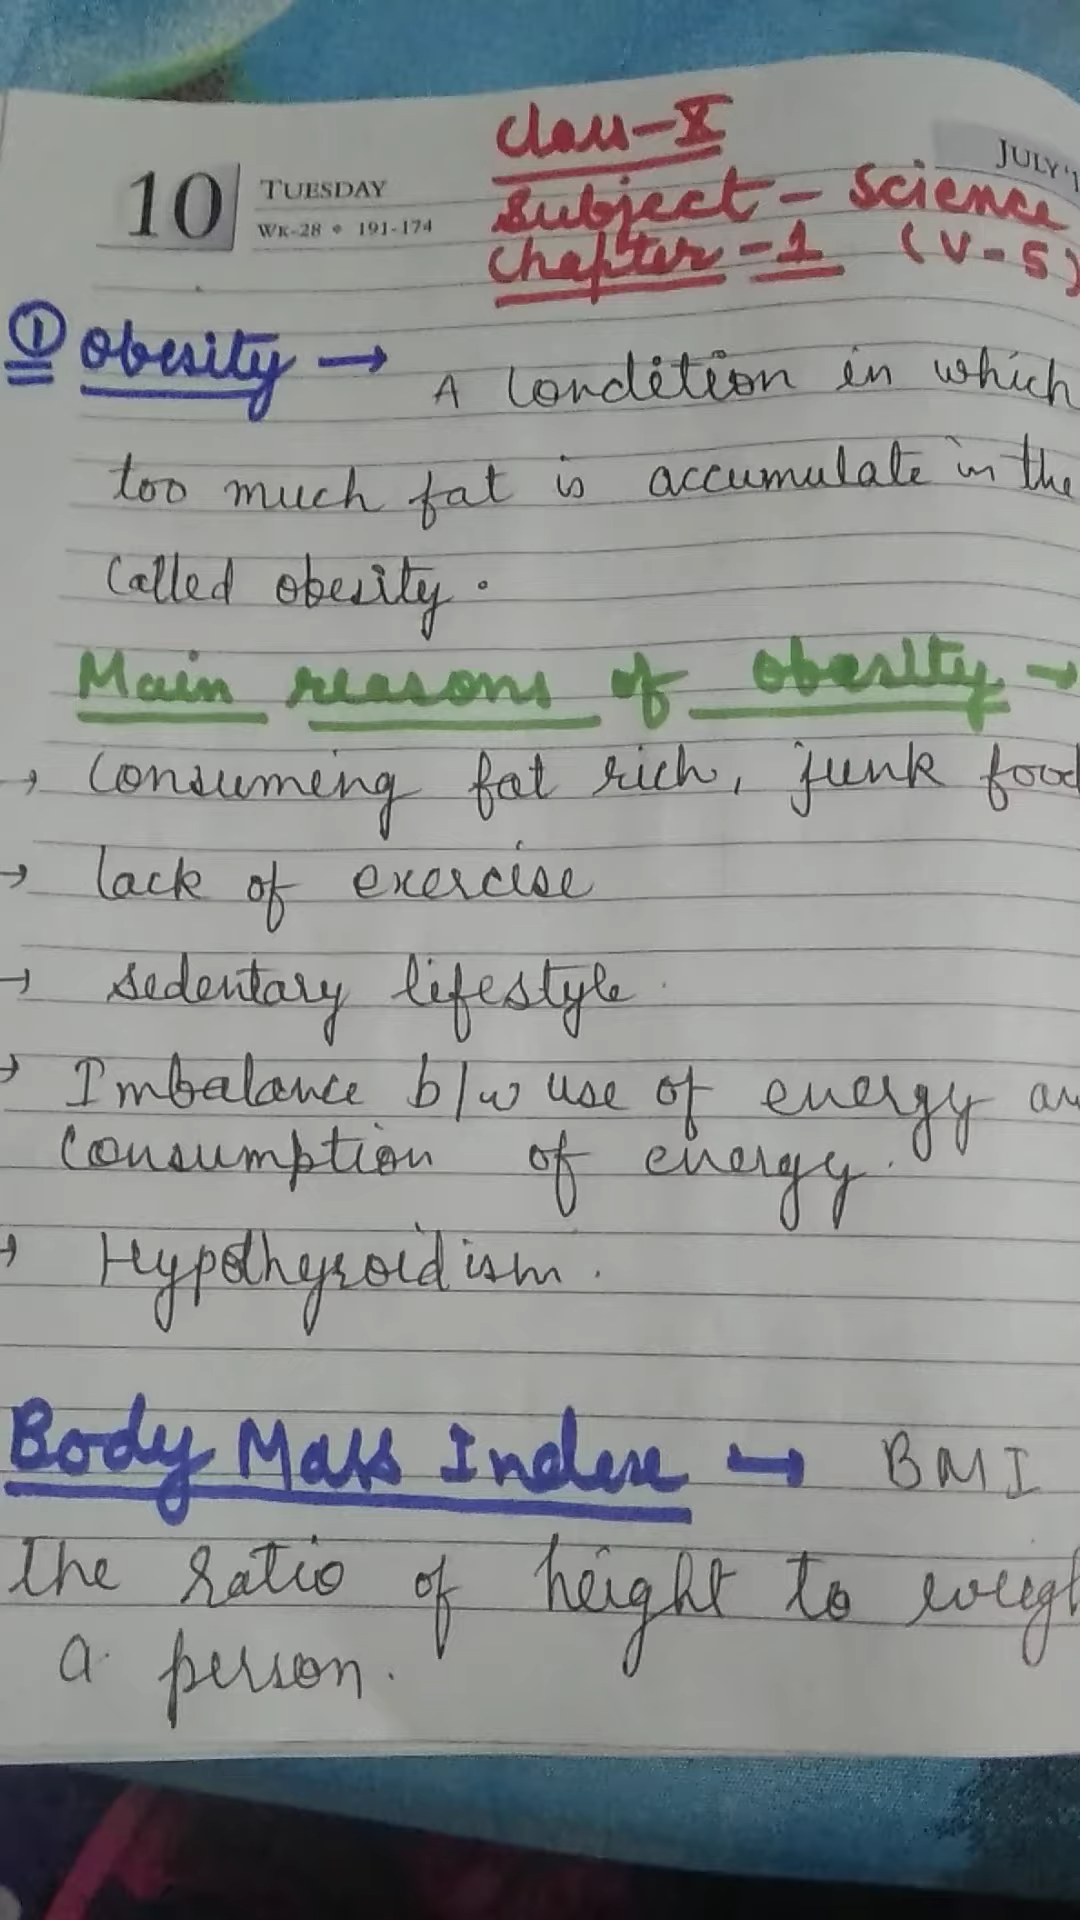 Class-X
JULY'1
10 TUESDAY
WK-28 • 191-174
Subject - Science
Chapter - 1 (V-S)
① Obesity → A condition in which
too much fat is accumulate in the
called obesity.
Main reasons of obesity →
→ Consuming fat rich, junk food
→ lack of exercise
→ sedentary lifestyle.
→ Imbalance b/w use of energy an
consumption of energy.
→ Hypothyroidism.
Body Mass Index → BMI
the ratio of height to weigh
a person.